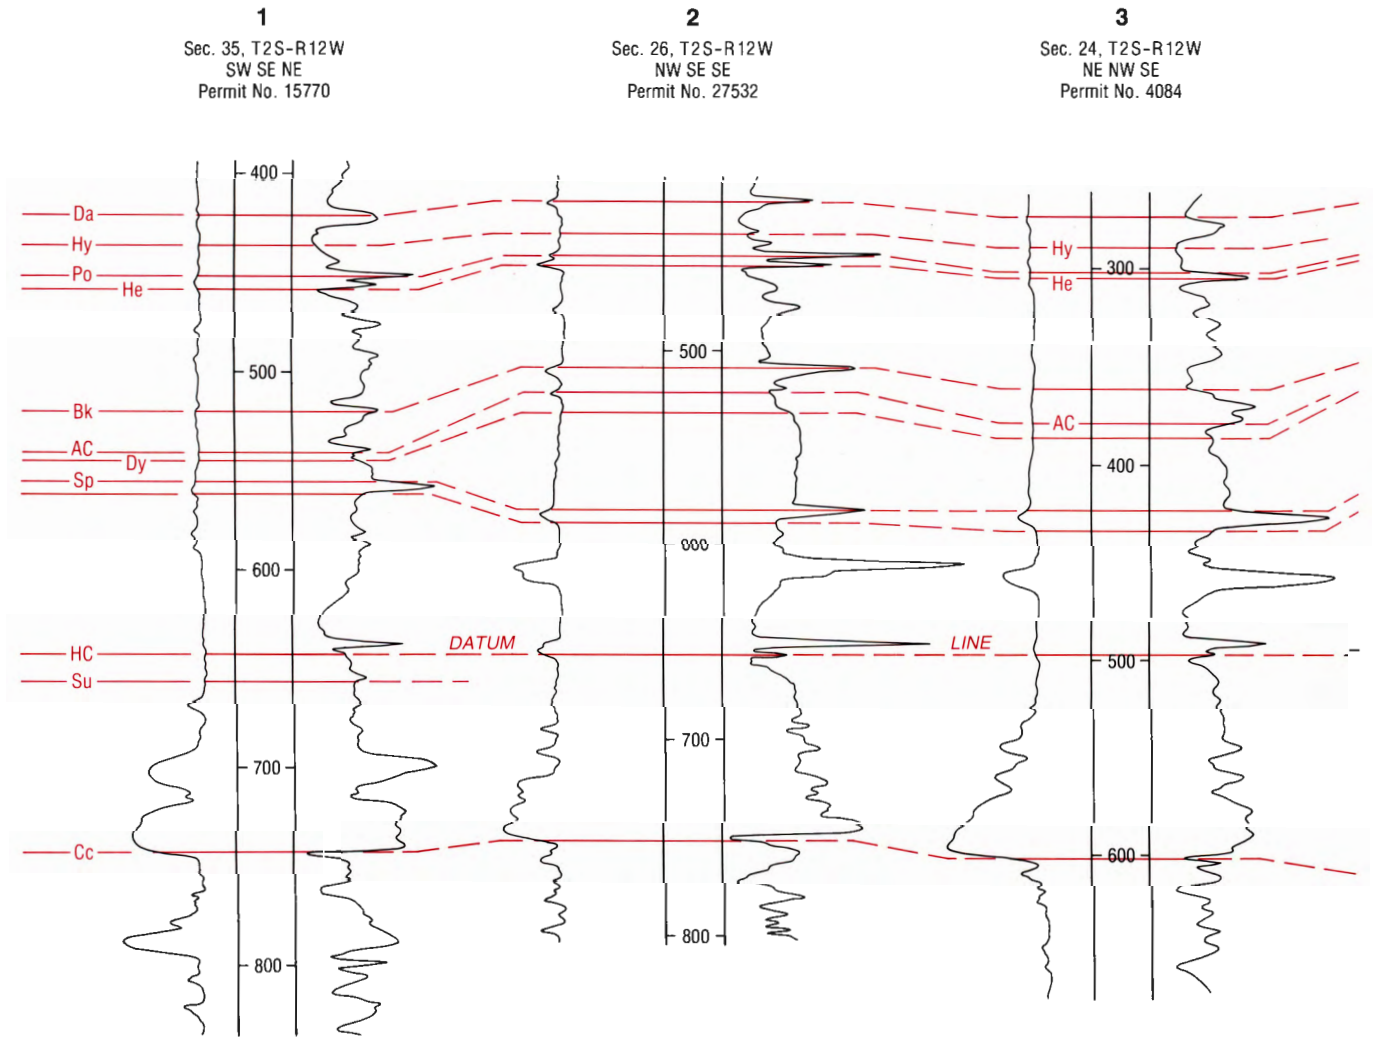 1
Sec. 35, T2S-R12W
SW SE NE
Permit No. 15770
2
Sec. 26, T2S-R12W
NW SE SE
Permit No. 27532
3
Sec. 24, T2S-R12W
NE NW SE
Permit No. 4084
400
Da
Hy
Po
He
500
Bk
AC
Dy
Sp
600
HC
Su
700
Cc
800
500
600
DATUM
700
800
LINE
Hy
300
He
AC
400
500
600